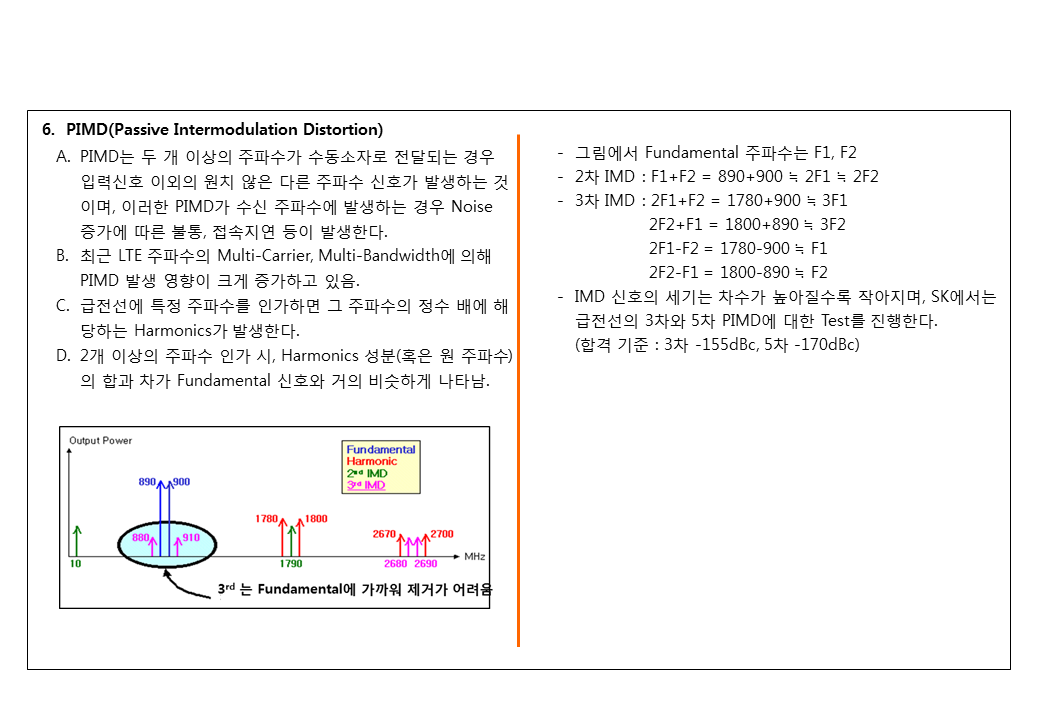 6. PIMD(Passive Intermodulation Distortion)
A. PIMD는 두 개 이상의 주파수가 수동소자로 전달되는 경우
입력신호 이외의 원치 않은 다른 주파수 신호가 발생하는 것
이며, 이러한 PIMD가 수신 주파수에 발생하는 경우 Noise
증가에 따른 불통, 접속지연 등이 발생한다.
B. 최근 LTE 주파수의 Multi-Carrier, Multi-Bandwidth에 의해
PIMD 발생 영향이 크게 증가하고 있음.
C. 급전선에 특정 주파수를 인가하면 그 주파수의 정수 배에 해
당하는 Harmonics가 발생한다.
D. 2개 이상의 주파수 인가 시, Harmonics 성분(혹은 원 주파수)
의 합과 차가 Fundamental 신호와 거의 비슷하게 나타남.
Output Power
Fundamental
Harmonic
2nd IMD
3rd IMD
890 900
1780 1800
880 910
2670 2700
MHz
10
1790
2680 2690
3rd 는 Fundamental에 가까워 제거가 어려움
- 그림에서 Fundamental 주파수는 F1, F2
- 2차 IMD : F1+F2 = 890+900 ≒ 2F1 ≒ 2F2
- 3차 IMD : 2F1+F2 = 1780+900 ≒ 3F1
2F2+F1 = 1800+890 ≒ 3F2
2F1-F2 = 1780-900 ≒ F1
2F2-F1 = 1800-890 ≒ F2
- IMD 신호의 세기는 차수가 높아질수록 작아지며, SK에서는
급전선의 3차와 5차 PIMD에 대한 Test를 진행한다.
(합격 기준 : 3차 -155dBc, 5차 -170dBc)